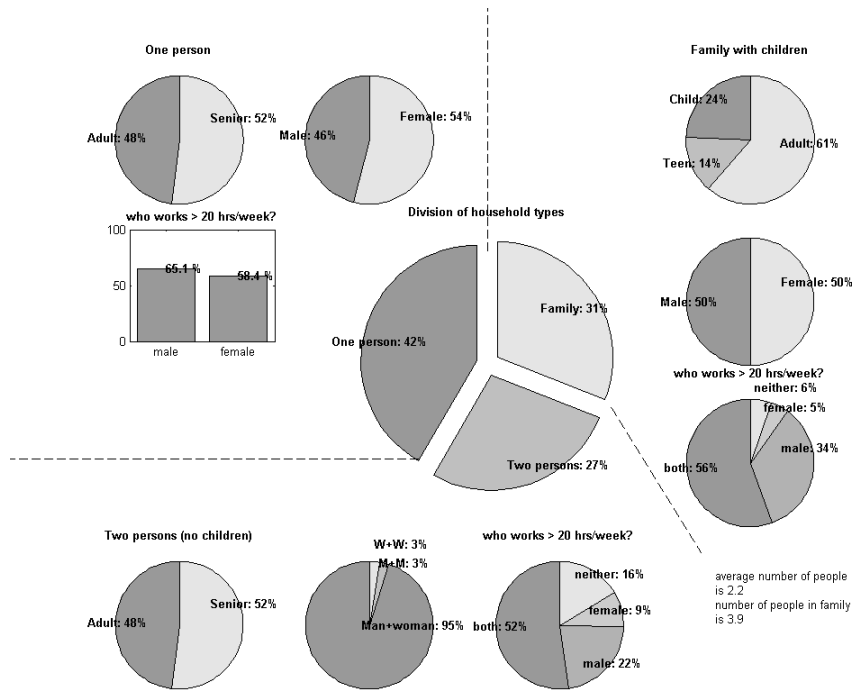 One person
Senior: 52%
Adult: 48%
Female: 54%
Male: 46%
who works > 20 hrs/week?
100
50
0
65.1 %
58.4 %
male
female
Division of household types
Family: 31%
One person: 42%
Two persons: 27%
Family with children
Child: 24%
Teen: 14%
Adult: 61%
Female: 50%
Male: 50%
who works > 20 hrs/week?
neither: 6%
female: 5%
male: 34%
both: 56%
Two persons (no children)
Senior: 52%
Adult: 48%
W+W: 3%
M+M: 3%
Man+woman: 95%
who works > 20 hrs/week?
neither: 16%
female: 9%
both: 52%
male: 22%
average number of people
is 2.2
number of people in family
is 3.9